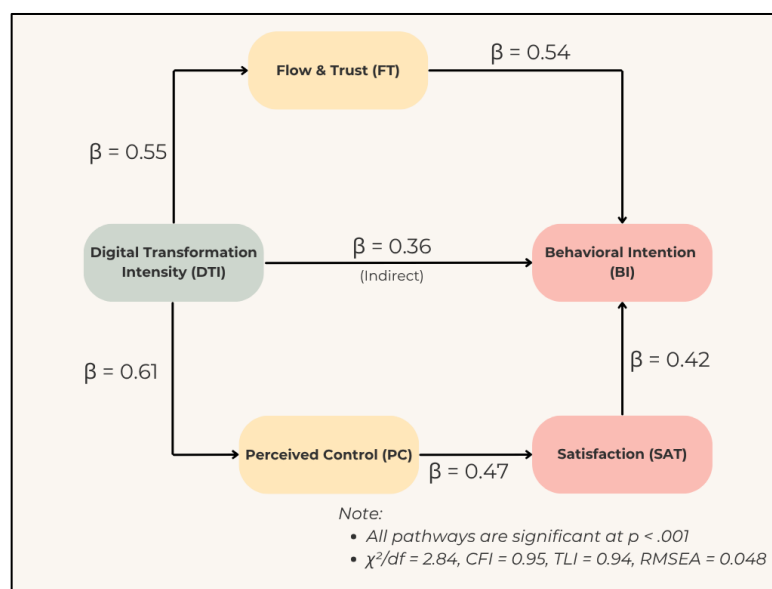 Flow & Trust (FT)
β = 0.54
β = 0.55
Digital Transformation
Intensity (DTI)
β = 0.36
(Indirect)
Behavioral Intention
(BI)
β = 0.61
β = 0.42
Perceived Control (PC)
β = 0.47
Satisfaction (SAT)
Note:
• All pathways are significant at p < .001
• χ²/df = 2.84, CFI = 0.95, TLI = 0.94, RMSEA = 0.048